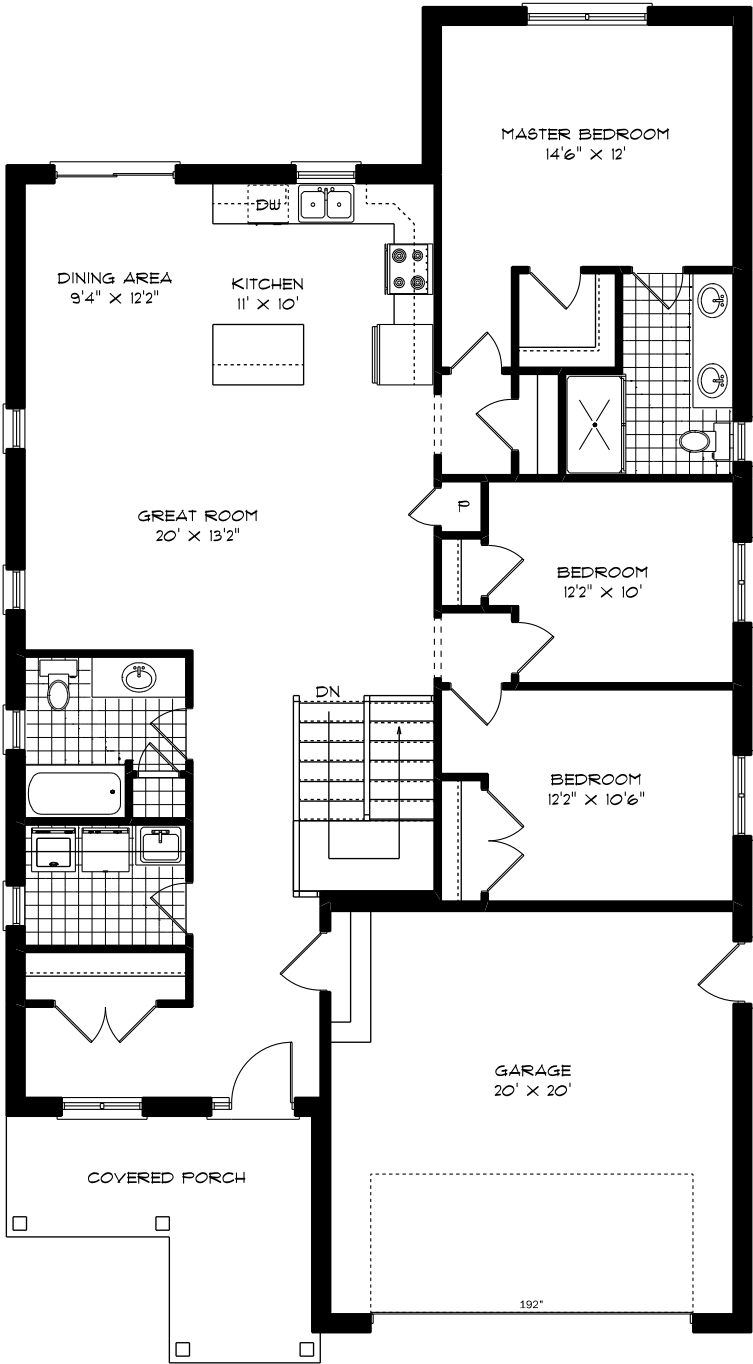 MASTER BEDROOM
14'6" X 12'
DW
DINING AREA
9'4" X 12'2"
KITCHEN
11' X 10'
P
GREAT ROOM
20' X 13'2"
BEDROOM
12'2" X 10'
DN
BEDROOM
12'2" X 10'6"
GARAGE
20' X 20'
COVERED PORCH
192"